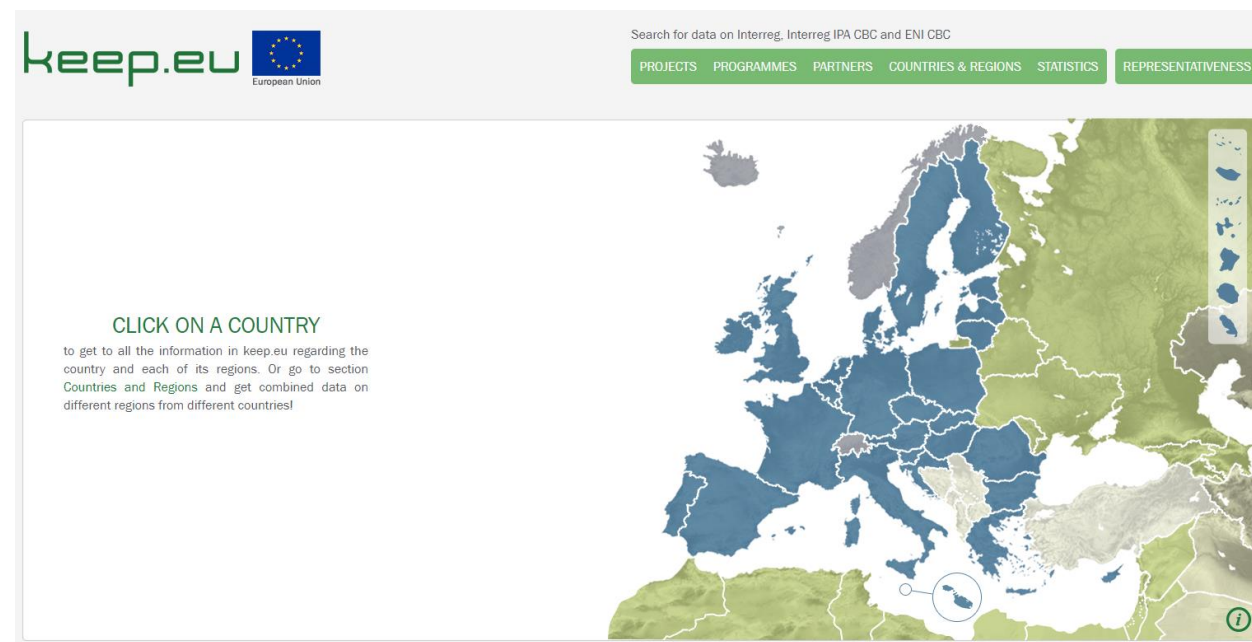 keep.eu
European Union
Search for data on Interreg, Interreg IPA CBC and ENI CBC
PROJECTS PROGRAMMES PARTNERS COUNTRIES & REGIONS STATISTICS REPRESENTATIVENESS
CLICK ON A COUNTRY
to get to all the information in keep.eu regarding the
country and each of its regions. Or go to section
Countries and Regions and get combined data on
different regions from different countries!
i